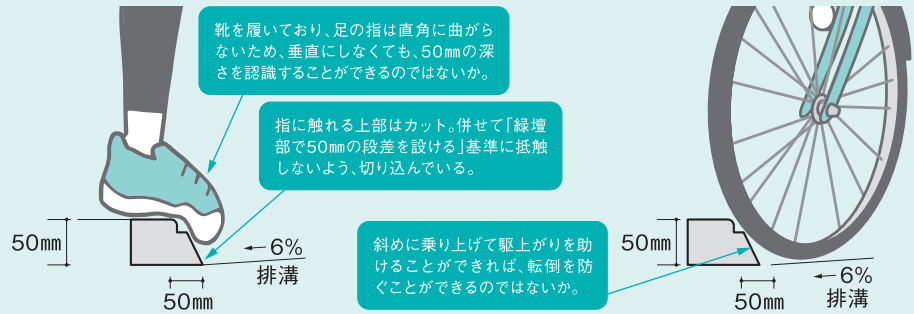 靴を履いており、足の指は直角に曲がら
ないため、垂直にしなくても、50㎜の深
さを認識することができるのではないか。
指に触れる上部はカット。併せて「縁壇
部で50㎜の段差を設ける」基準に抵触
しないよう、切り込んでいる。
50㎜
6%
排溝
50㎜
斜めに乗り上げて駆上がりを助
けることができれば、転倒を防
ぐことができるのではないか。
50㎜
6%
排溝
50㎜